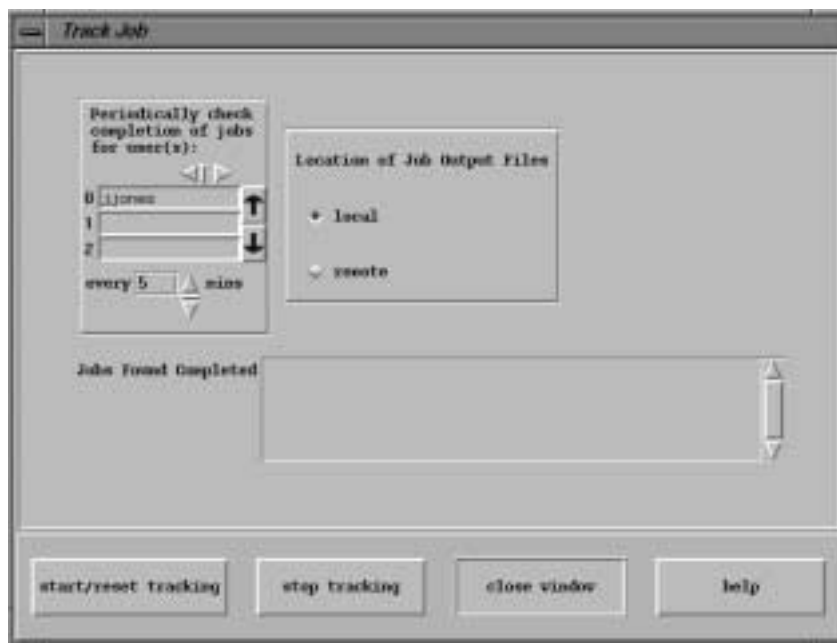 Track Job
Periodically check
completion of jobs
for user(s):
0 jjones
1
2
every 5 mins
Location of Job Output Files
local
remote
Jobs Found Completed
start/reset tracking
stop tracking
close window
help